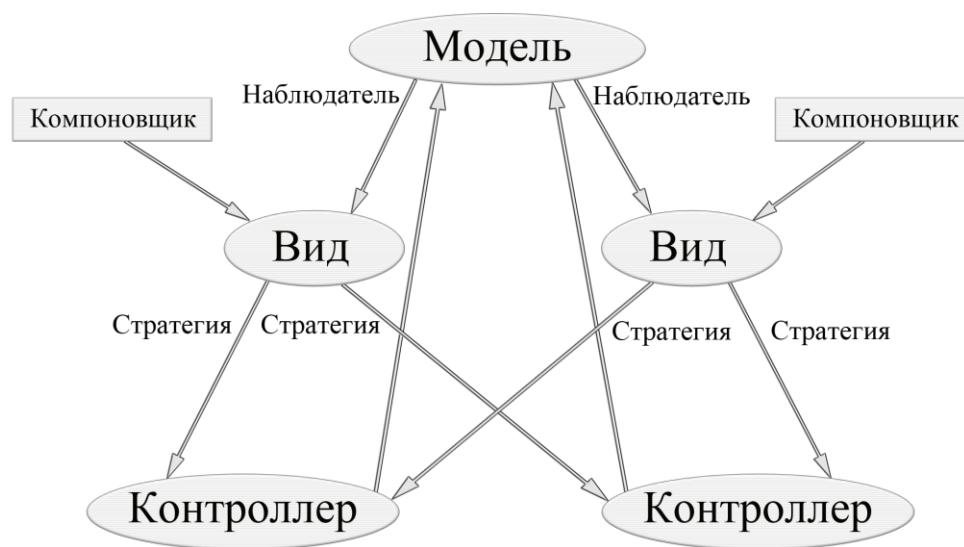 Модель
Наблюдатель
Наблюдатель
Компоновщик
Компоновщик
Вид
Вид
Стратегия
Стратегия
Стратегия
Стратегия
Контроллер
Контроллер